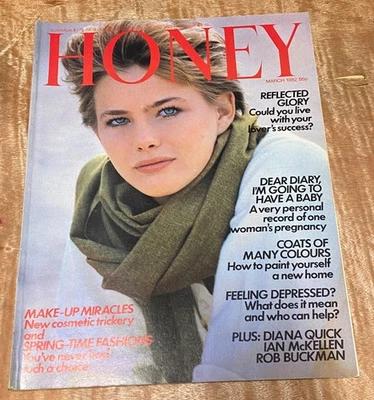 HONEY
MARCH 1982
REFLECTED
GLORY
Could you live
with your
lover's success?
DEAR DIARY,
I'M GOING TO
HAVE A BABY
A very personal
record of one
woman's pregnancy
COATS OF
MANY COLOURS
How to paint yourself
a new home
FEELING DEPRESSED?
What does it mean
and who can help?
PLUS: DIANA QUICK
IAN McKELLEN
ROB BUCKMAN
MAKE-UP MIRACLES
New cosmetic trickery
and
SPRING-TIME FASHIONS
You've never had
such a choice